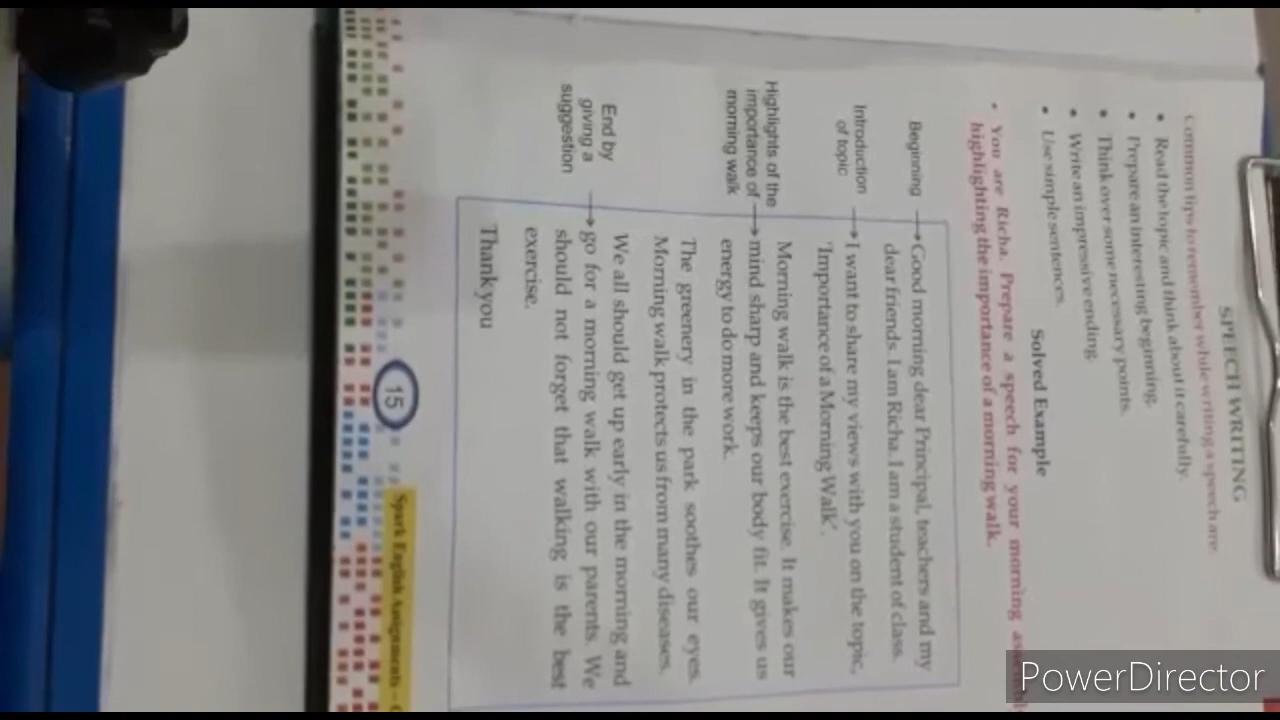 SPEECH WRITING
Common tips to remember while writing a speech are:
• Read the topic and think about it carefully.
• Prepare an interesting beginning.
• Think over some necessary points.
• Write an impressive ending.
• Use simple sentences.
Solved Example
• You are Richa. Prepare a speech for your morning
highlighting the importance of a morning walk.
Beginning → Good morning dear Principal, teachers and my
dear friends. I am Richa. I am a student of class.
Introduction
of topic → I want to share my views with you on the topic,
'Importance of a Morning Walk'.
Highlights of the
importance of
morning walk → Morning walk is the best exercise. It makes our
mind sharp and keeps our body fit. It gives us
energy to do more work.
The greenery in the park soothes our eyes.
Morning walk protects us from many diseases.
End by
giving a
suggestion → We all should get up early in the morning and
go for a morning walk with our parents. We
should not forget that walking is the best
exercise.
Thank you
15
Spark English Assignments –
PowerDirector